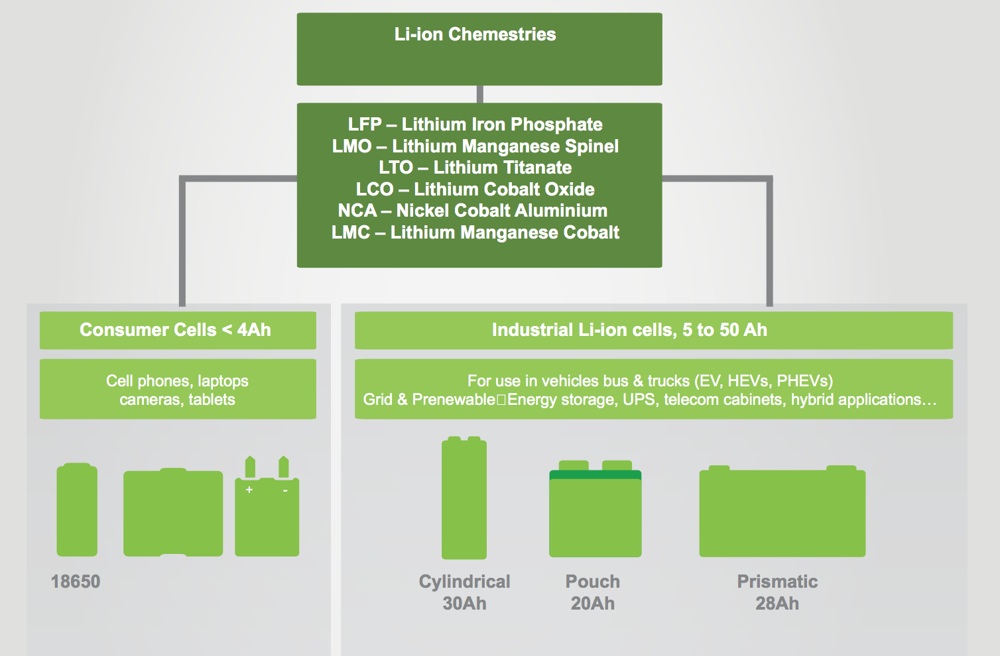 Li-ion Chemestries
LFP – Lithium Iron Phosphate
LMO – Lithium Manganese Spinel
LTO – Lithium Titanate
LCO – Lithium Cobalt Oxide
NCA – Nickel Cobalt Aluminium
LMC – Lithium Manganese Cobalt
Consumer Cells < 4Ah
Cell phones, laptops
cameras, tablets
+ -
18650
Industrial Li-ion cells, 5 to 50 Ah
For use in vehicles bus & trucks (EV, HEVs, PHEVs)
Grid & Prenewable□Energy storage, UPS, telecom cabinets, hybrid applications…
Cylindrical
30Ah
Pouch
20Ah
Prismatic
28Ah